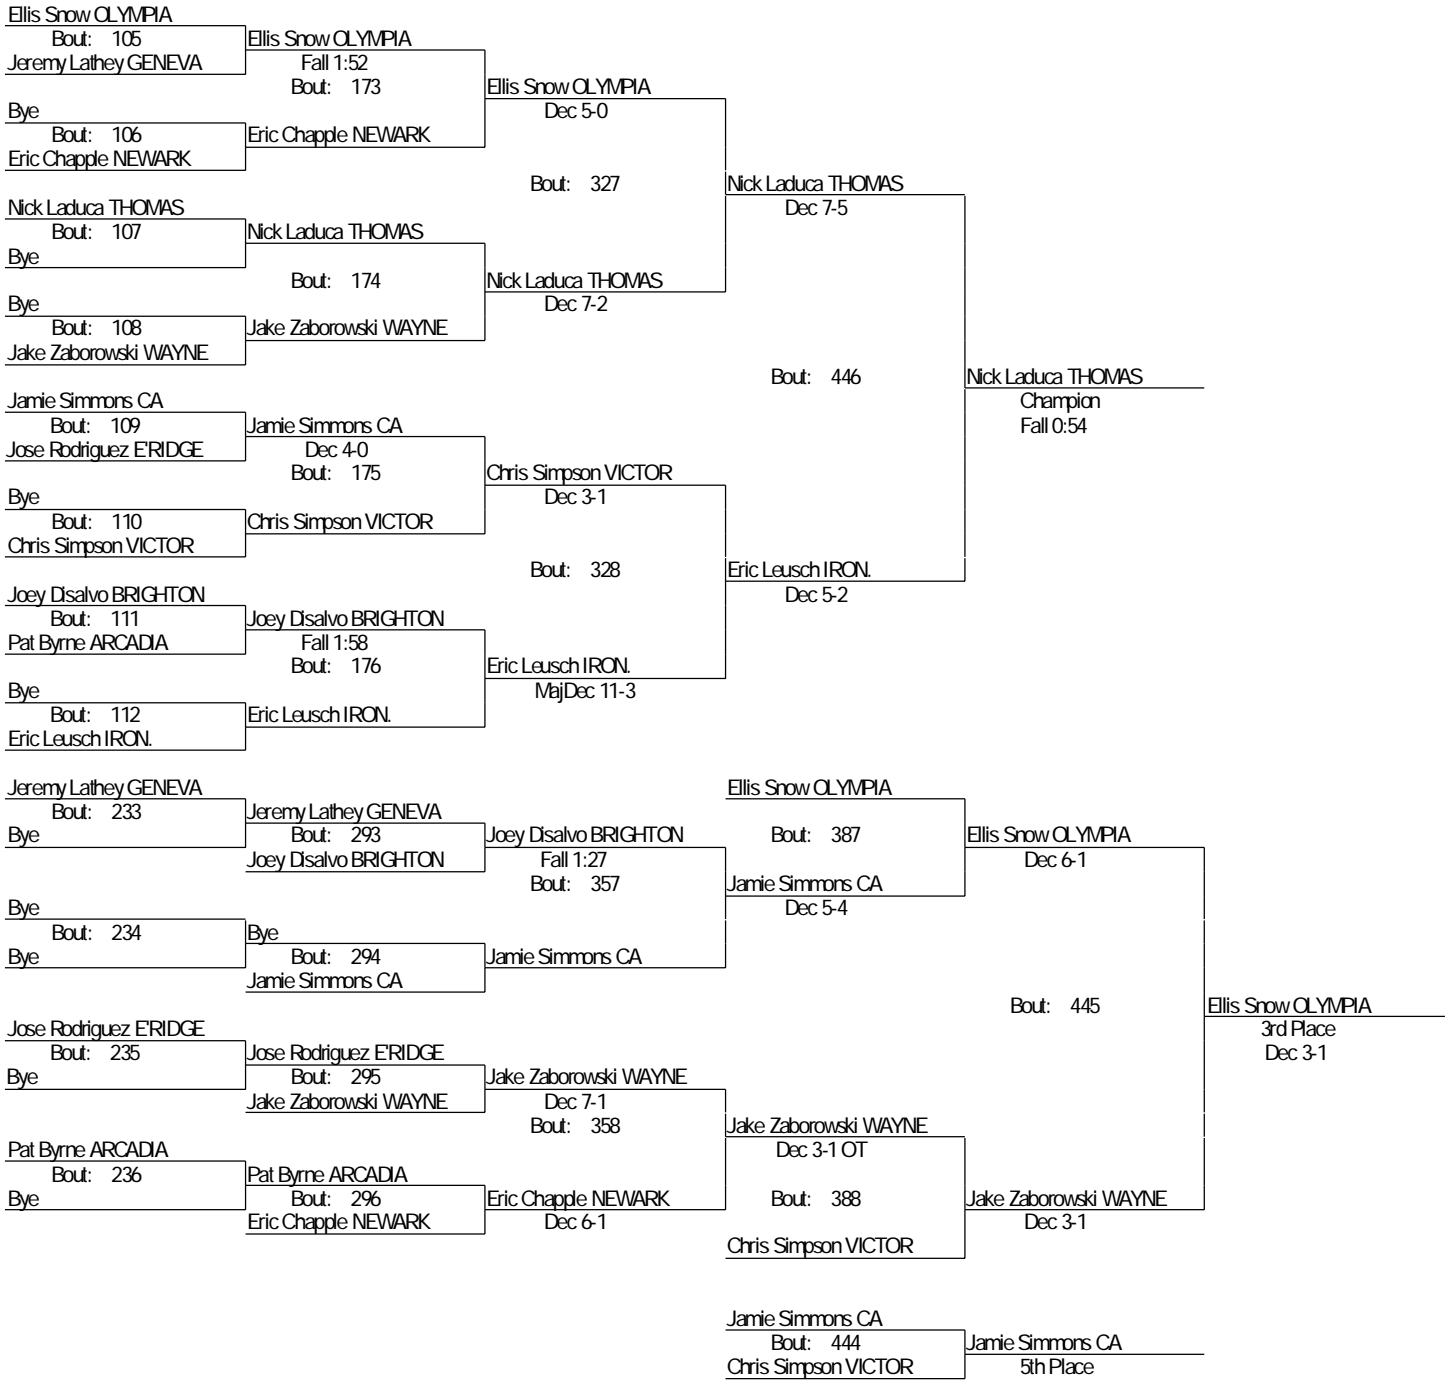 Ellis Snow OLYMPIA
Bout: 105
Ellis Snow OLYMPIA
Jeremy Lathey GENEVA
Fall 1:52
Bout: 173
Ellis Snow OLYMPIA
Bye
Dec 5-0
Bout: 106
Eric Chapple NEWARK
Eric Chapple NEWARK
Bout: 327
Nick Laduca THOMAS
Nick Laduca THOMAS
Dec 7-5
Bout: 107
Nick Laduca THOMAS
Bye
Bout: 174
Nick Laduca THOMAS
Bye
Dec 7-2
Bout: 108
Jake Zaborowski WAYNE
Jake Zaborowski WAYNE
Bout: 446
Nick Laduca THOMAS
Jamie Simmons CA
Champion
Bout: 109
Jamie Simmons CA
Fall 0:54
Jose Rodriguez E'RIDGE
Dec 4-0
Bout: 175
Chris Simpson VICTOR
Bye
Dec 3-1
Bout: 110
Chris Simpson VICTOR
Chris Simpson VICTOR
Bout: 328
Eric Leusch IRON.
Joey Disalvo BRIGHTON
Dec 5-2
Bout: 111
Joey Disalvo BRIGHTON
Pat Byrne ARCADIA
Fall 1:58
Bout: 176
Eric Leusch IRON.
Bye
MajDec 11-3
Bout: 112
Eric Leusch IRON.
Eric Leusch IRON.
Jeremy Lathey GENEVA
Ellis Snow OLYMPIA
Bout: 233
Jeremy Lathey GENEVA
Bye
Bout: 293
Joey Disalvo BRIGHTON
Bout: 387
Ellis Snow OLYMPIA
Joey Disalvo BRIGHTON
Fall 1:27
Dec 6-1
Bout: 357
Jamie Simmons CA
Bye
Dec 5-4
Bout: 234
Bye
Bye
Bout: 294
Jamie Simmons CA
Jamie Simmons CA
Bout: 445
Ellis Snow OLYMPIA
Jose Rodriguez E'RIDGE
3rd Place
Bout: 235
Jose Rodriguez E'RIDGE
Dec 3-1
Bye
Bout: 295
Jake Zaborowski WAYNE
Jake Zaborowski WAYNE
Dec 7-1
Bout: 358
Jake Zaborowski WAYNE
Pat Byrne ARCADIA
Dec 3-1 OT
Bout: 236
Pat Byrne ARCADIA
Bye
Bout: 296
Eric Chapple NEWARK
Bout: 388
Jake Zaborowski WAYNE
Eric Chapple NEWARK
Dec 6-1
Dec 3-1
Chris Simpson VICTOR
Jamie Simmons CA
Bout: 444
Jamie Simmons CA
Chris Simpson VICTOR
5th Place